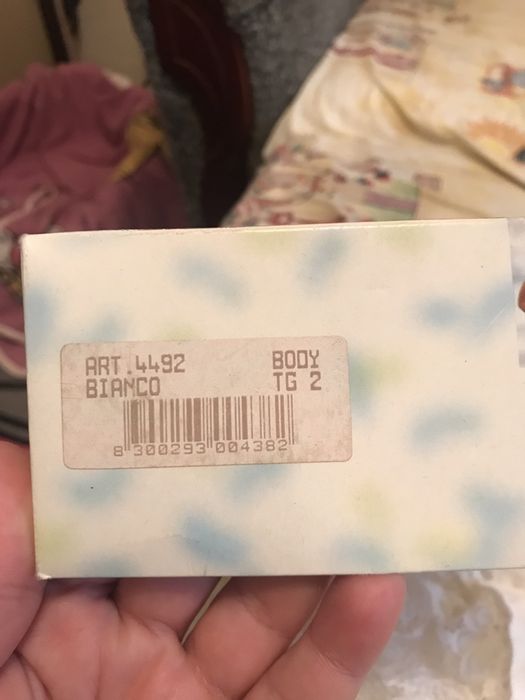 ART.4492 BODY
BIANCO TG 2
8 300293 004382